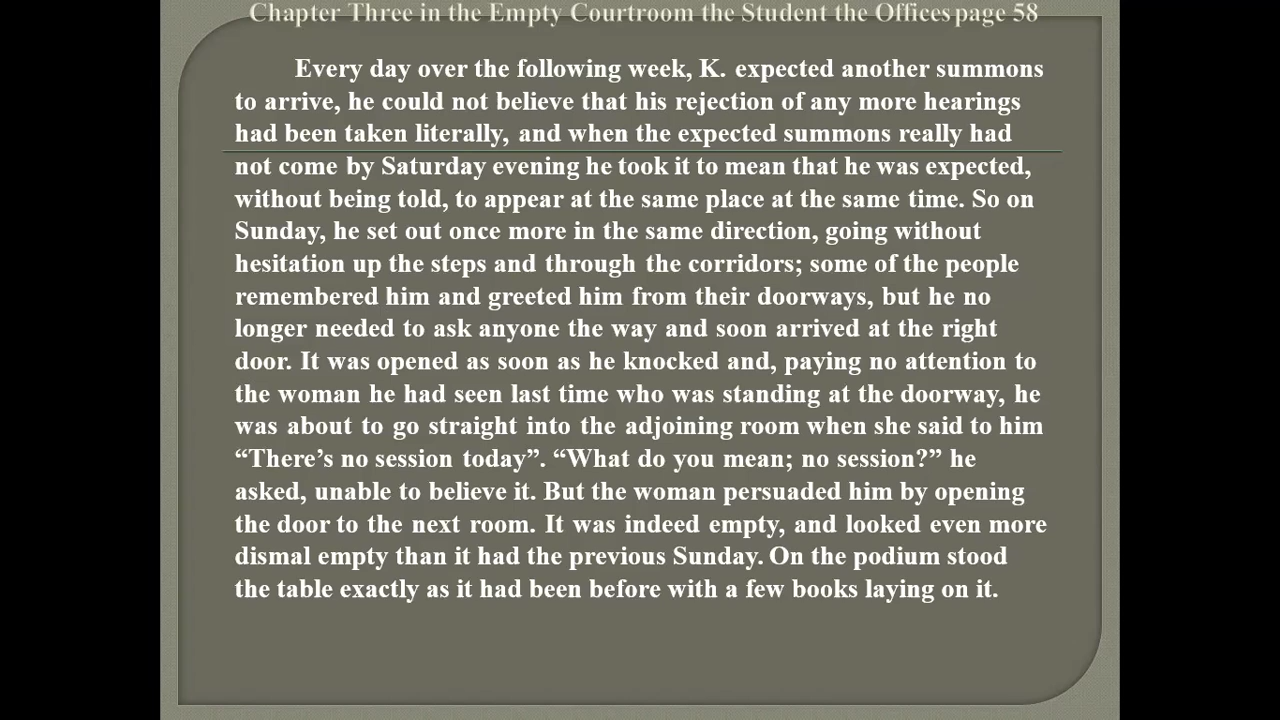 Chapter Three in the Empty Courtroom the Student the Offices page 58
Every day over the following week, K. expected another summons
to arrive, he could not believe that his rejection of any more hearings
had been taken literally, and when the expected summons really had
not come by Saturday evening he took it to mean that he was expected,
without being told, to appear at the same place at the same time. So on
Sunday, he set out once more in the same direction, going without
hesitation up the steps and through the corridors; some of the people
remembered him and greeted him from their doorways, but he no
longer needed to ask anyone the way and soon arrived at the right
door. It was opened as soon as he knocked and, paying no attention to
the woman he had seen last time who was standing at the doorway, he
was about to go straight into the adjoining room when she said to him
“There’s no session today”. “What do you mean; no session?” he
asked, unable to believe it. But the woman persuaded him by opening
the door to the next room. It was indeed empty, and looked even more
dismal empty than it had the previous Sunday. On the podium stood
the table exactly as it had been before with a few books laying on it.